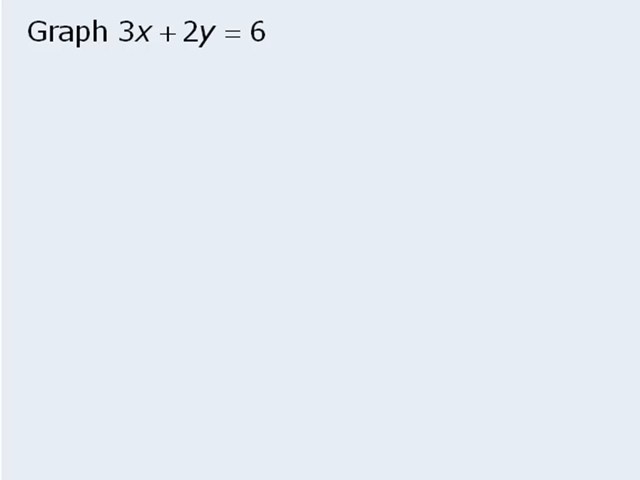 Graph 3x + 2y = 6